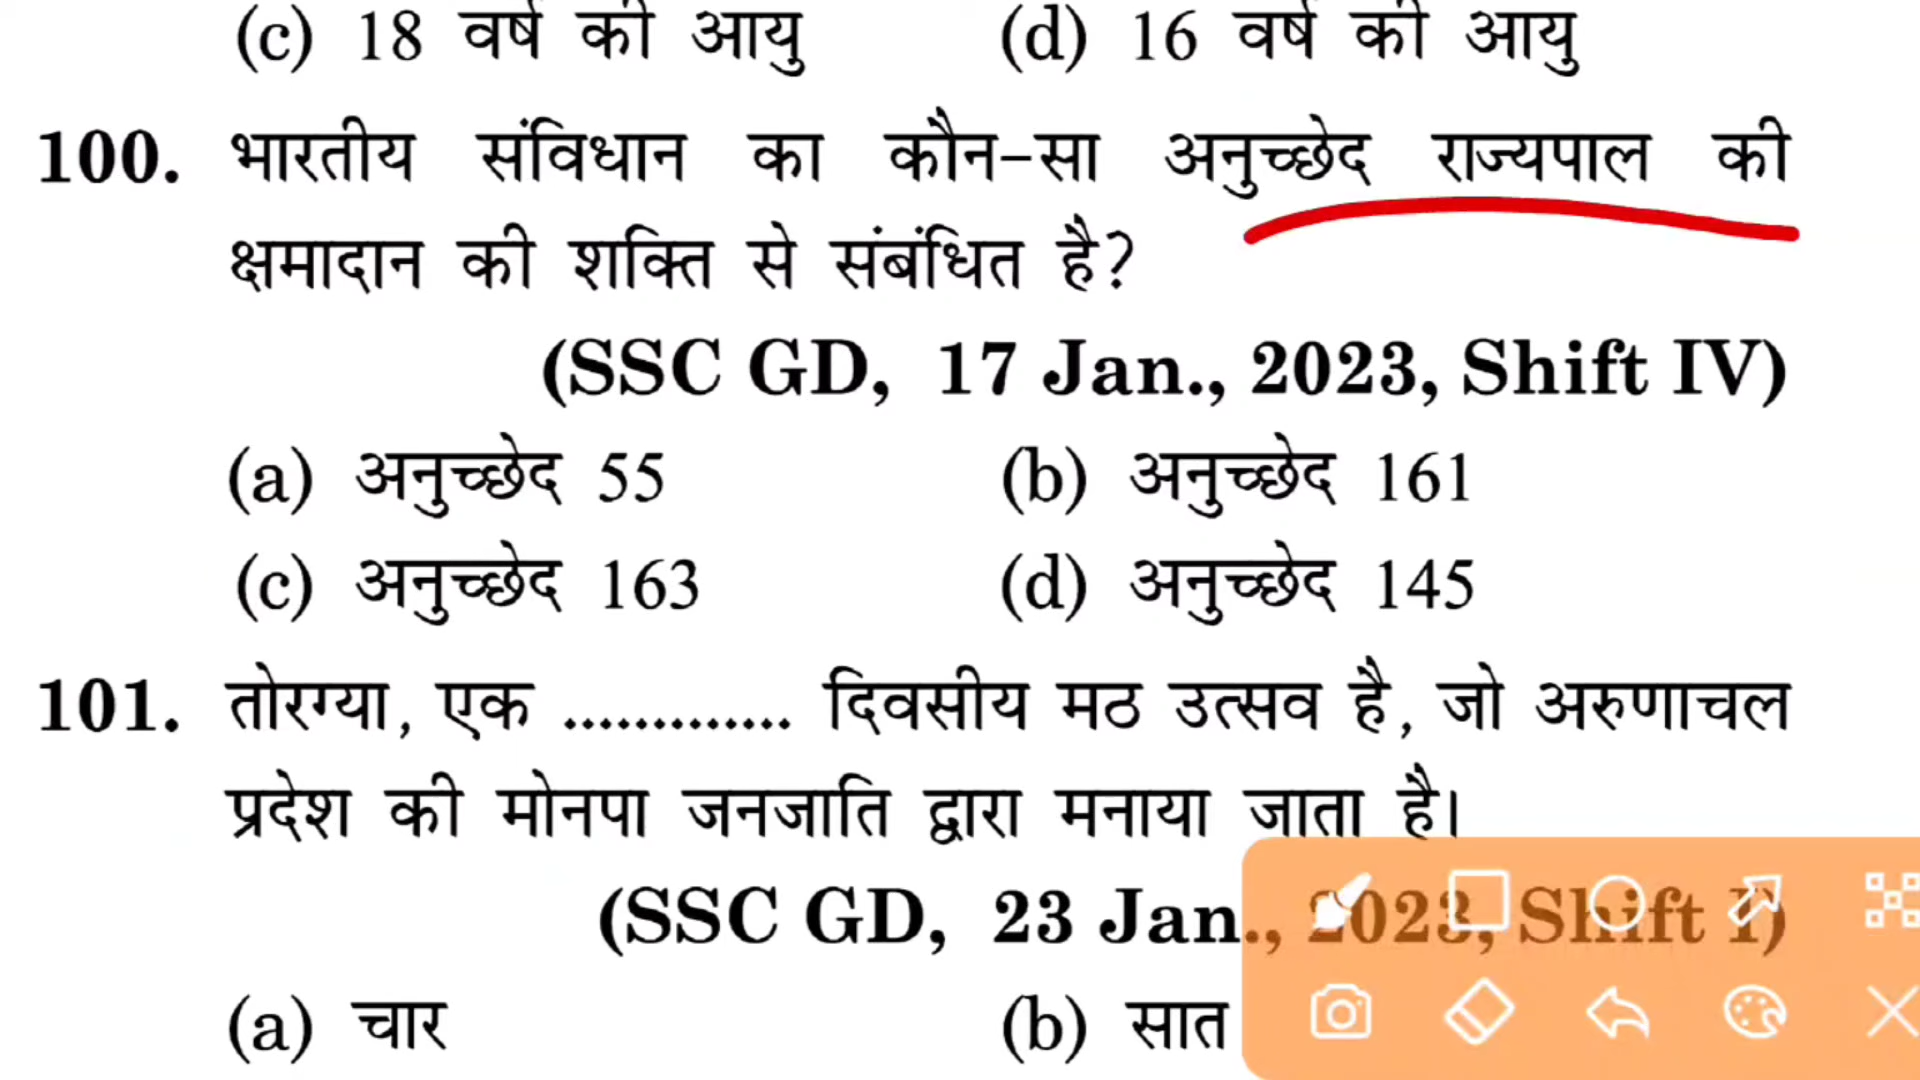 (c) 18 वर्ष की आयु (d) 16 वर्ष की आयु
100. भारतीय संविधान का कौन-सा अनुच्छेद राज्यपाल की
क्षमादान की शक्ति से संबंधित है?
(SSC GD, 17 Jan., 2023, Shift IV)
(a) अनुच्छेद 55 (b) अनुच्छेद 161
(c) अनुच्छेद 163 (d) अनुच्छेद 145
101. तोरग्या, एक ............. दिवसीय मठ उत्सव है, जो अरुणाचल
प्रदेश की मोनपा जनजाति द्वारा मनाया जाता है।
(SSC GD, 23 Jan., 2023, Shift I)
(a) चार (b) सात